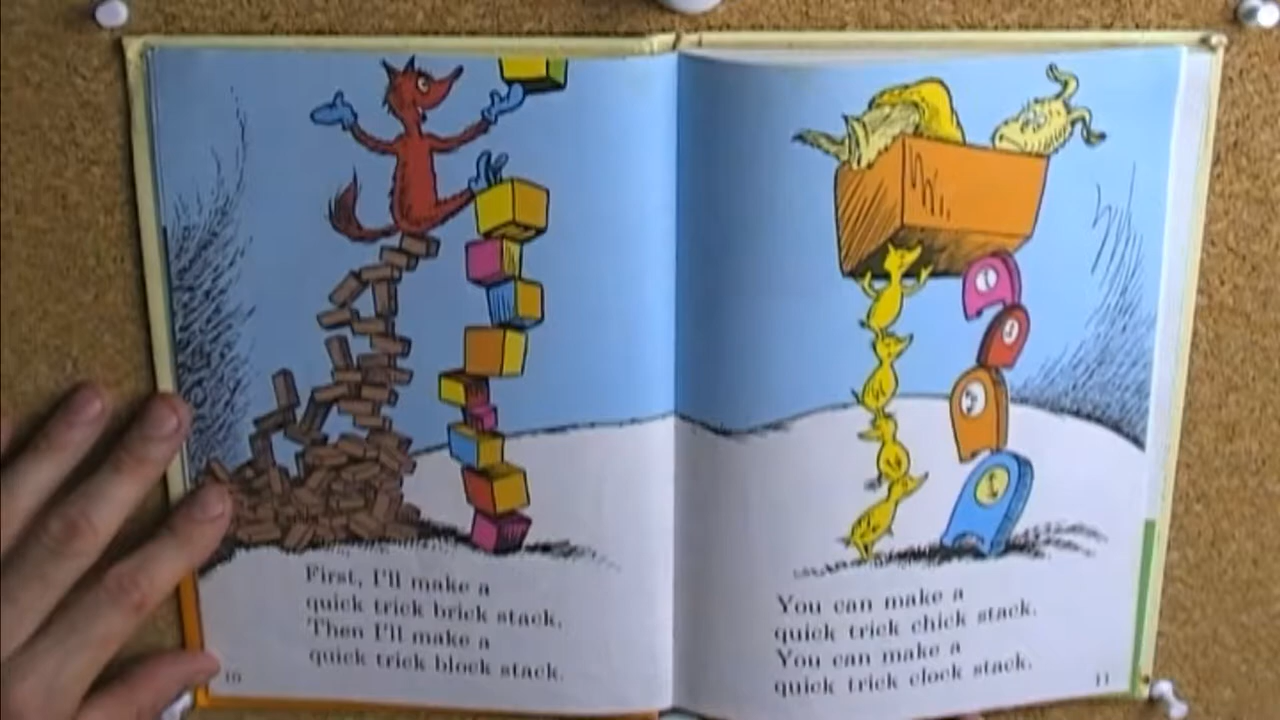 First, I'll make a
quick trick brick stack.
Then I'll make a
quick trick block stack.
10
You can make a
quick trick chick stack.
You can make a
quick trick clock stack.
11